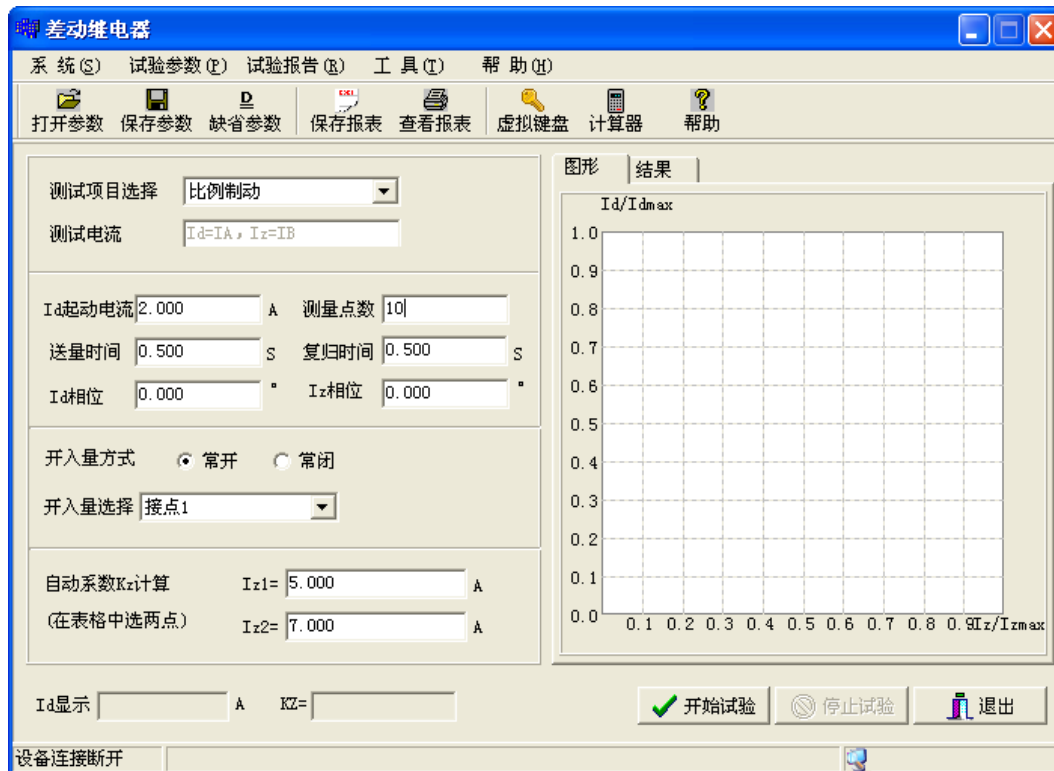 差动继电器
系 统(S) 试验参数(P) 试验报告(R) 工 具(T) 帮 助(H)
D EXL
打开参数 保存参数 缺省参数 保存报表 查看报表 虚拟键盘 计算器 帮助
测试项目选择 比例制动
测试电流 Id=IA，Iz=IB
Id起动电流 2.000 A 测量点数 10
送量时间 0.500 S 复归时间 0.500 S
Id相位 0.000 ° Iz相位 0.000 °
开入量方式 常开 常闭
开入量选择 接点1
自动系数Kz计算 Iz1= 5.000 A
(在表格中选两点) Iz2= 7.000 A
图形 结果
Id/Idmax
1.0
0.9
0.8
0.7
0.6
0.5
0.4
0.3
0.2
0.1
0.0
0.1 0.2 0.3 0.4 0.5 0.6 0.7 0.8 0.9Iz/Izmax
Id显示 A KZ= 开始试验 停止试验 退出
设备连接断开